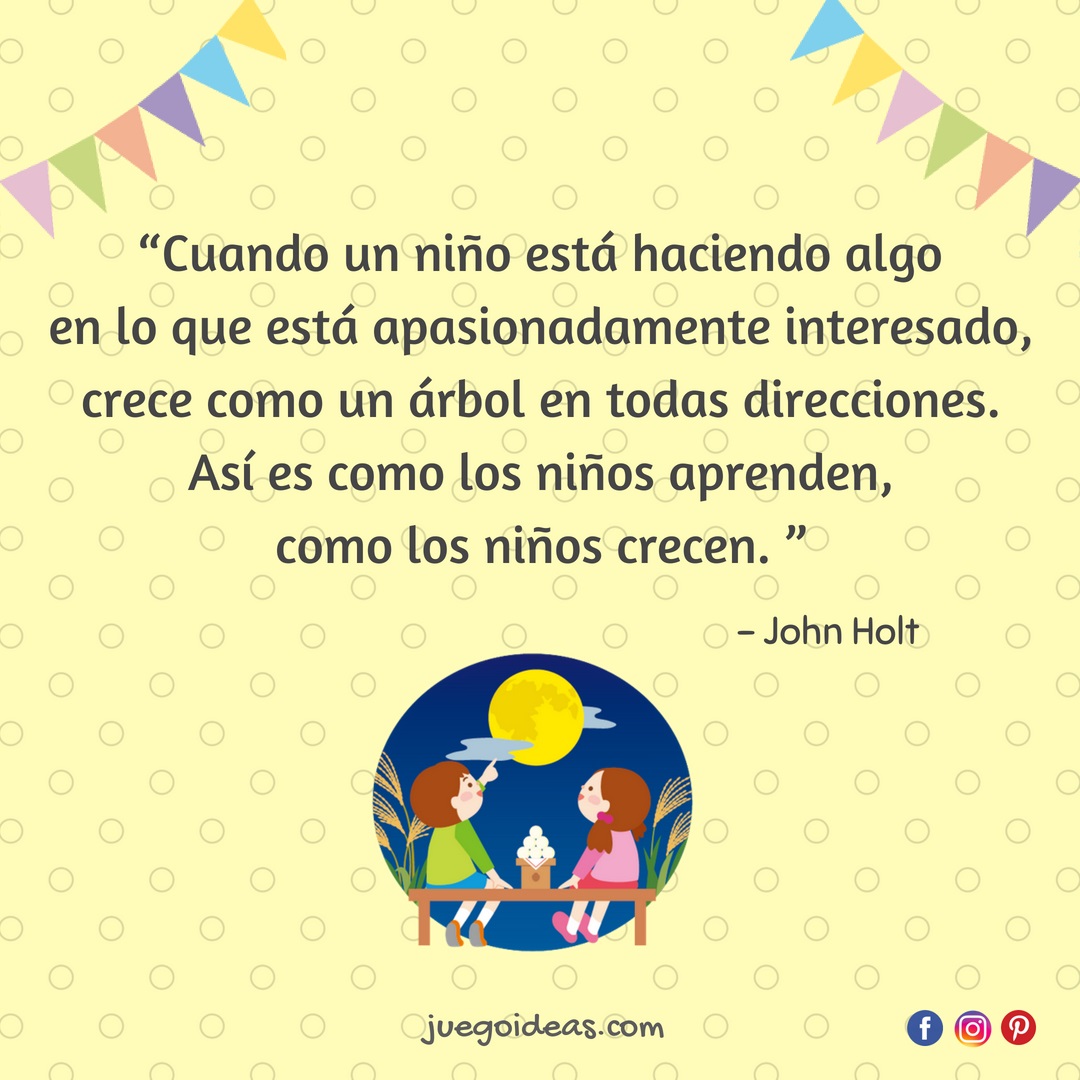 “Cuando un niño está haciendo algo
en lo que está apasionadamente interesado,
crece como un árbol en todas direcciones.
Así es como los niños aprenden,
como los niños crecen. ”
– John Holt
juegoideas.com